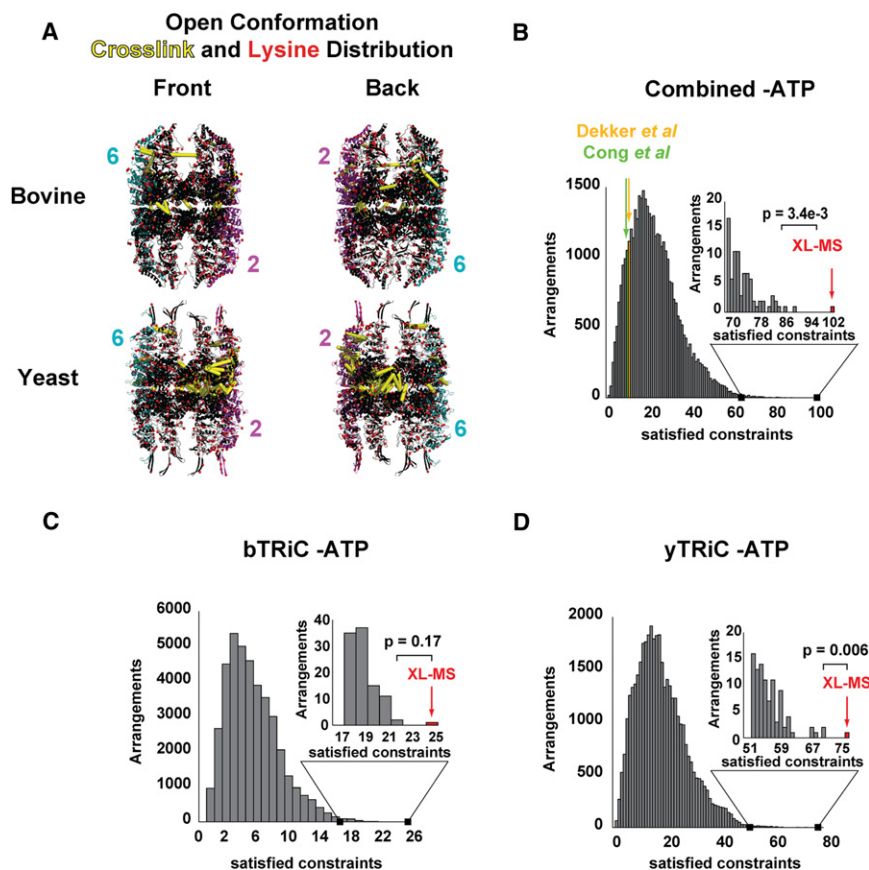 A
Open Conformation
Crosslink and Lysine Distribution
Front
Back
Bovine
6
2
2
6
Yeast
6
2
2
6
B
Combined -ATP
Dekker et al
Cong et al
Arrangements
1500
1000
500
0
0 20 40 60 80 100
satisfied constraints
Arrangements
20
15
10
5
0
p = 3.4e-3
XL-MS
70 78 86 94 102
satisfied constraints
C
bTRiC -ATP
Arrangements
6000
5000
4000
3000
2000
1000
0
0 2 6 10 14 18 22 26
satisfied constraints
Arrangements
40
30
20
10
0
p = 0.17
XL-MS
17 19 21 23 25
satisfied constraints
D
yTRiC -ATP
Arrangements
2000
1500
1000
500
0
0 20 40 60 80
satisfied constraints
Arrangements
20
15
10
5
0
p = 0.006
XL-MS
51 59 67 75
satisfied constraints